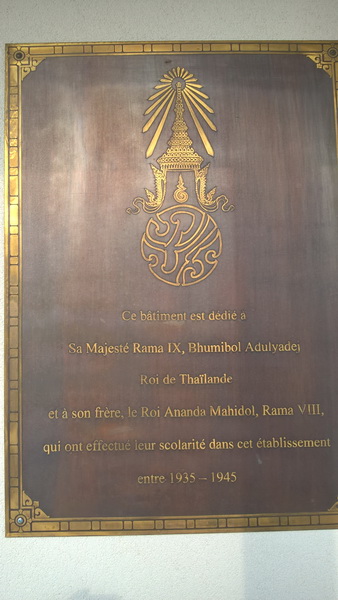 Ce bâtiment est dédié à
Sa Majesté Rama IX, Bhumibol Adulyadej
Roi de Thaïlande
et à son frère, le Roi Ananda Mahidol, Rama VIII,
qui ont effectué leur scolarité dans cet établissement
entre 1935 – 1945